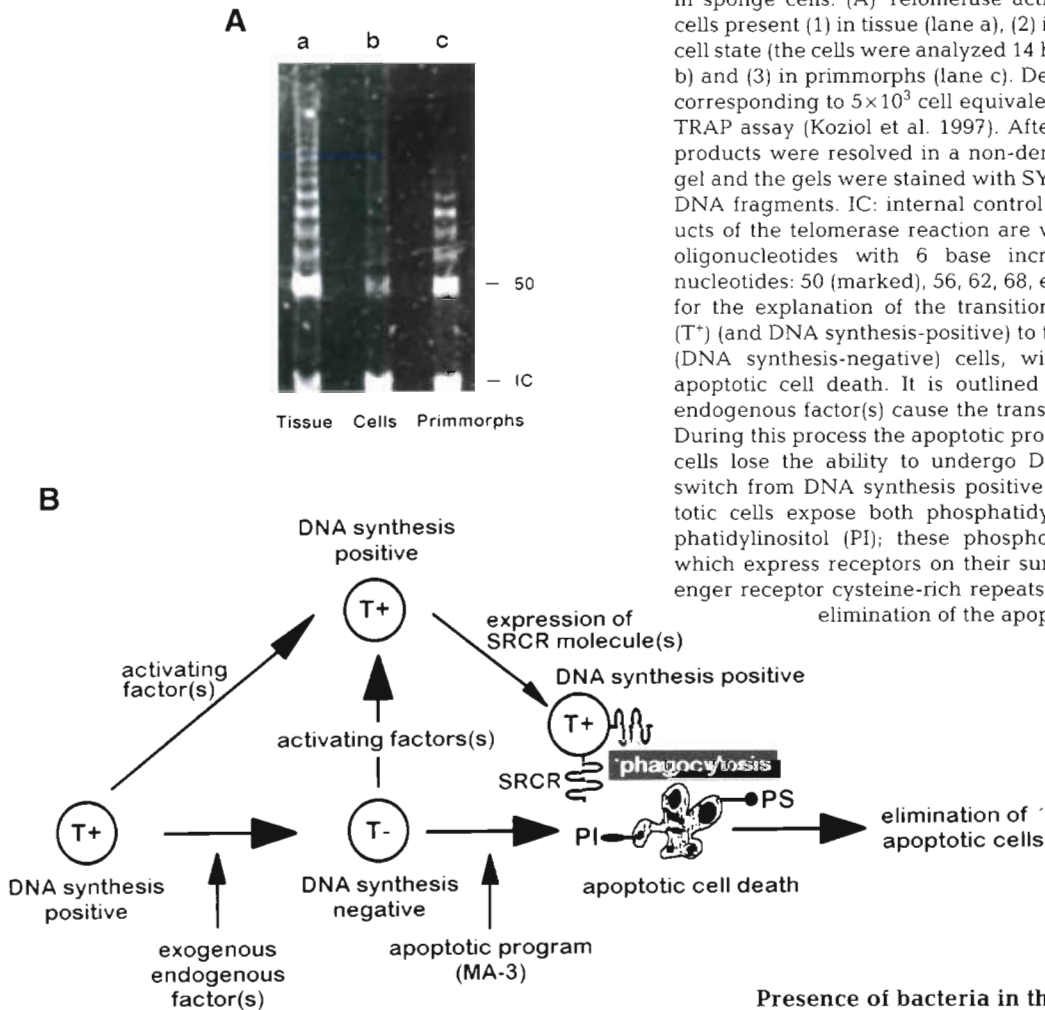 A
a b c
– 50
– IC
Tissue Cells Primmorphs
cells present (1) in tissue (lane a), (2) i
cell state (the cells were analyzed 14 h
b) and (3) in primmorphs (lane c). De
corresponding to 5×10³ cell equivale
TRAP assay (Koziol et al. 1997). Afte
products were resolved in a non-den
gel and the gels were stained with SY
DNA fragments. IC: internal control
ucts of the telomerase reaction are v
oligonucleotides with 6 base incr
nucleotides: 50 (marked), 56, 62, 68, e
for the explanation of the transition
(T⁺) (and DNA synthesis-positive) to t
(DNA synthesis-negative) cells, wi
apoptotic cell death. It is outlined
endogenous factor(s) cause the trans
During this process the apoptotic pro
cells lose the ability to undergo D
switch from DNA synthesis positive
totic cells expose both phosphatidy
phatidylinositol (PI); these phospho
which express receptors on their sur
enger receptor cysteine-rich repeats
elimination of the apop
B
DNA synthesis
positive
T+
activating
factor(s)
expression of
SRCR molecule(s)
DNA synthesis positive
T+
activating factors(s)
SRCR
phagocytosis
T+
T-
PI
PS
elimination of
apoptotic cells
DNA synthesis
positive
DNA synthesis
negative
apoptotic cell death
exogenous
endogenous
factor(s)
apoptotic program
(MA-3)
Presence of bacteria in th